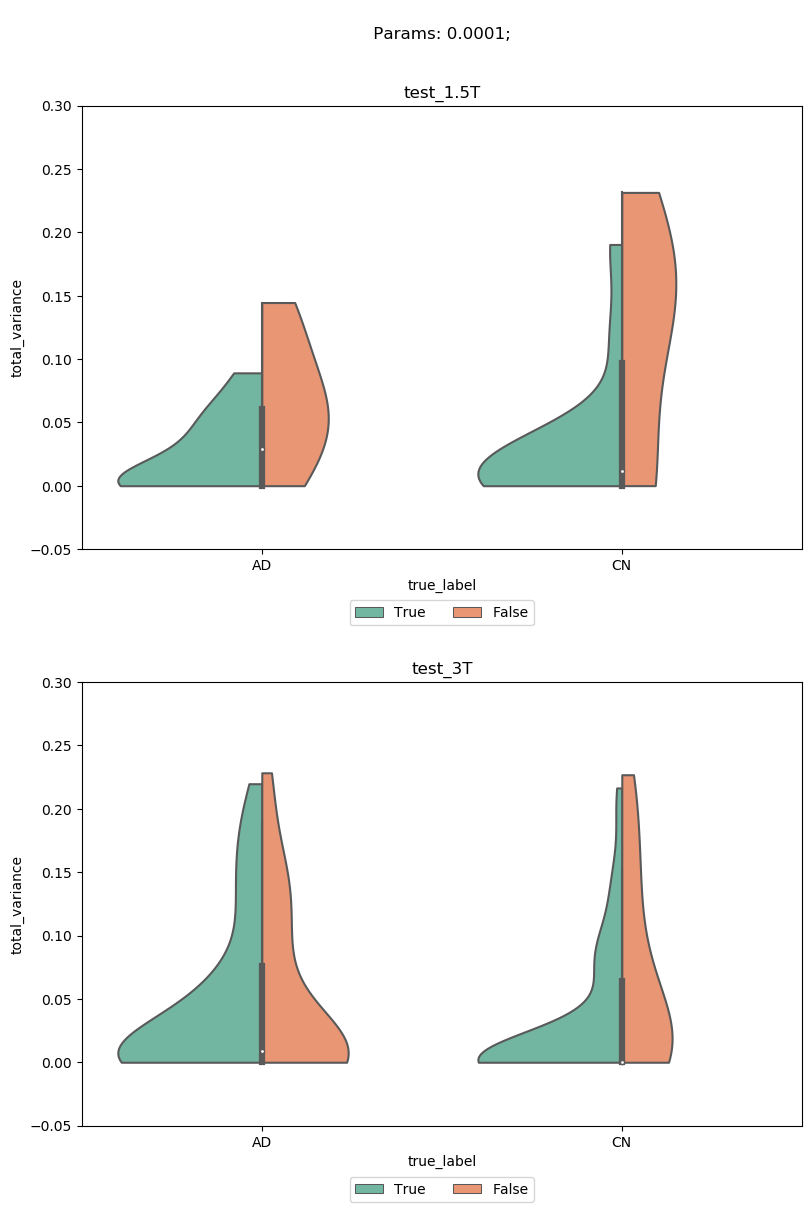 Params: 0.0001;
test_1.5T
0.30
0.25
0.20
0.15
0.10
0.05
0.00
−0.05
total_variance
AD
CN
true_label
True
False
test_3T
0.30
0.25
0.20
0.15
0.10
0.05
0.00
−0.05
total_variance
AD
CN
true_label
True
False